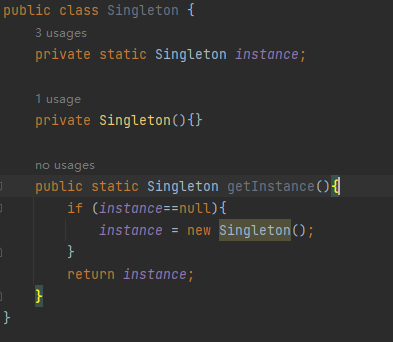 public class Singleton {
3 usages
private static Singleton instance;
1 usage
private Singleton(){}
no usages
public static Singleton getInstance(){
if (instance==null){
instance = new Singleton();
}
return instance;
}
}